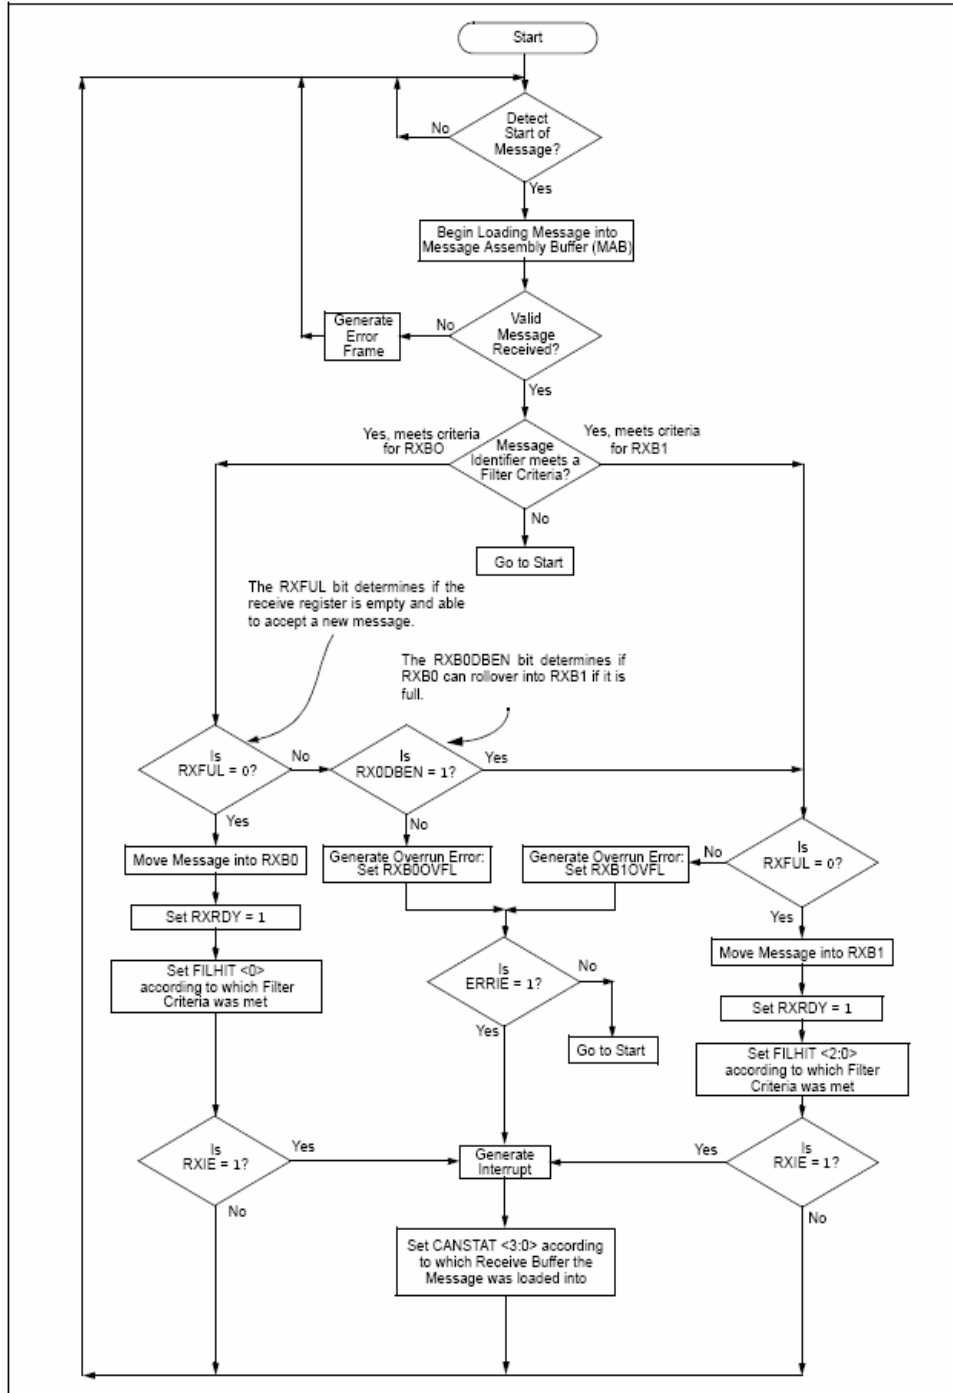 Start
No
Detect
Start of
Message?
Yes
Begin Loading Message into
Message Assembly Buffer (MAB)
Generate
Error
Frame
No
Valid
Message
Received?
Yes
Yes, meets criteria
for RXBO
Message
Identifier meets a
Filter Criteria?
Yes, meets criteria
for RXB1
No
Go to Start
The RXFUL bit determines if the
receive register is empty and able
to accept a new message.
The RXB0DBEN bit determines if
RXB0 can rollover into RXB1 if it is
full.
Is
RXFUL = 0?
No
Is
RX0DBEN = 1?
Yes
Yes
No
Is
RXFUL = 0?
No
Yes
Move Message into RXB0
Generate Overrun Error:
Set RXB0OVFL
Generate Overrun Error:
Set RXB1OVFL
Set RXRDY = 1
Move Message into RXB1
Set FILHIT <0>
according to which Filter
Criteria was met
Is
ERRIE = 1?
No
Yes
Go to Start
Set RXRDY = 1
Set FILHIT <2:0>
according to which Filter
Criteria was met
Is
RXIE = 1?
Yes
No
Generate
Interrupt
Yes
Is
RXIE = 1?
No
Set CANSTAT <3:0> according
to which Receive Buffer the
Message was loaded into